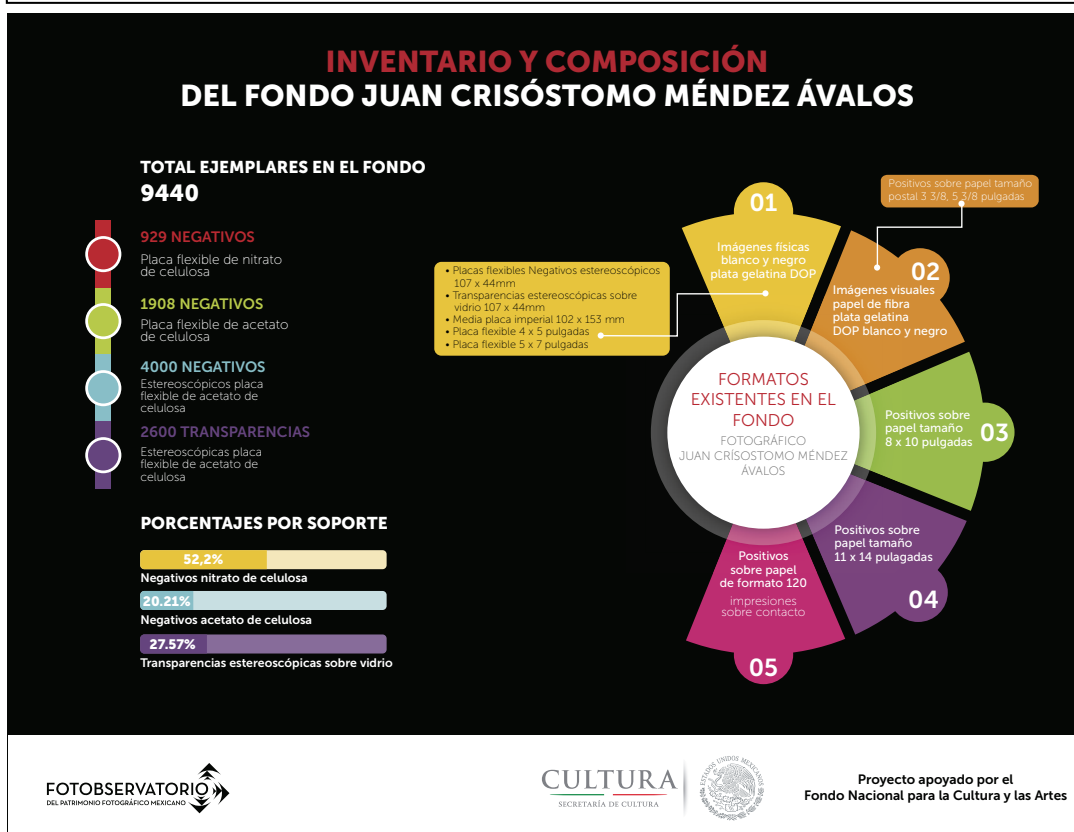 INVENTARIO Y COMPOSICIÓN
DEL FONDO JUAN CRISÓSTOMO MÉNDEZ ÁVALOS
TOTAL EJEMPLARES EN EL FONDO
9440
929 NEGATIVOS
Placa flexible de nitrato
de celulosa
1908 NEGATIVOS
Placa flexible de acetato
de celulosa
4000 NEGATIVOS
Estereoscópicos placa
flexible de acetato de
celulosa
2600 TRANSPARENCIAS
Estereoscópicas placa
flexible de acetato de
celulosa
PORCENTAJES POR SOPORTE
52,2%
Negativos nitrato de celulosa
20.21%
Negativos acetato de celulosa
27.57%
Transparencias estereoscópicas sobre vidrio
• Placas flexibles Negativos estereoscópicos
107 x 44mm
• Transparencias estereoscópicas sobre
vidrio 107 x 44mm
• Media placa imperial 102 x 153 mm
• Placa flexible 4 x 5 pulgadas
• Placa flexible 5 x 7 pulgadas
01
Imágenes físicas
blanco y negro
plata gelatina DOP
Positivos sobre papel tamaño
postal 3 3/8, 5 3/8 pulgadas
02
Imágenes visuales
papel de fibra
plata gelatina
DOP blanco y negro
FORMATOS
EXISTENTES EN EL
FONDO
FOTOGRÁFICO
JUAN CRÍSOSTOMO MÉNDEZ
ÁVALOS
Positivos sobre
papel tamaño
8 x 10 pulgadas
03
Positivos sobre
papel tamaño
11 x 14 pulagadas
04
Positivos
sobre papel
de formato 120
impresiones
sobre contacto
05
FOTOBSERVATORIO
DEL PATRIMONIO FOTOGRÁFICO MEXICANO
CULTURA
SECRETARÍA DE CULTURA
ESTADOS UNIDOS MEXICANOS
Proyecto apoyado por el
Fondo Nacional para la Cultura y las Artes